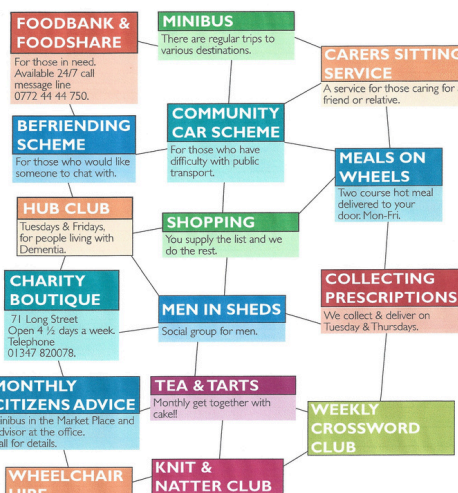 FOODBANK &
FOODSHARE
For those in need.
Available 24/7 call
message line
0772 44 44 750.
MINIBUS
There are regular trips to
various destinations.
CARERS SITTING
SERVICE
A service for those caring for
friend or relative.
BEFRIENDING
SCHEME
For those who would like
someone to chat with.
COMMUNITY
CAR SCHEME
For those who have
difficulty with public
transport.
MEALS ON
WHEELS
Two course hot meal
delivered to your
door. Mon-Fri.
HUB CLUB
Tuesdays & Fridays,
for people living with
Dementia.
SHOPPING
You supply the list and we
do the rest.
CHARITY
BOUTIQUE
71 Long Street
Open 4 ½ days a week.
Telephone
01347 820078.
MEN IN SHEDS
Social group for men.
COLLECTING
PRESCRIPTIONS
We collect & deliver on
Tuesday & Thursdays.
MONTHLY
CITIZENS ADVICE
inibus in the Market Place and
dvisor at the office.
all for details.
TEA & TARTS
Monthly get together with
cake!!
WEEKLY
CROSSWORD
CLUB
WHEELCHAIR
HIRE
KNIT &
NATTER CLUB